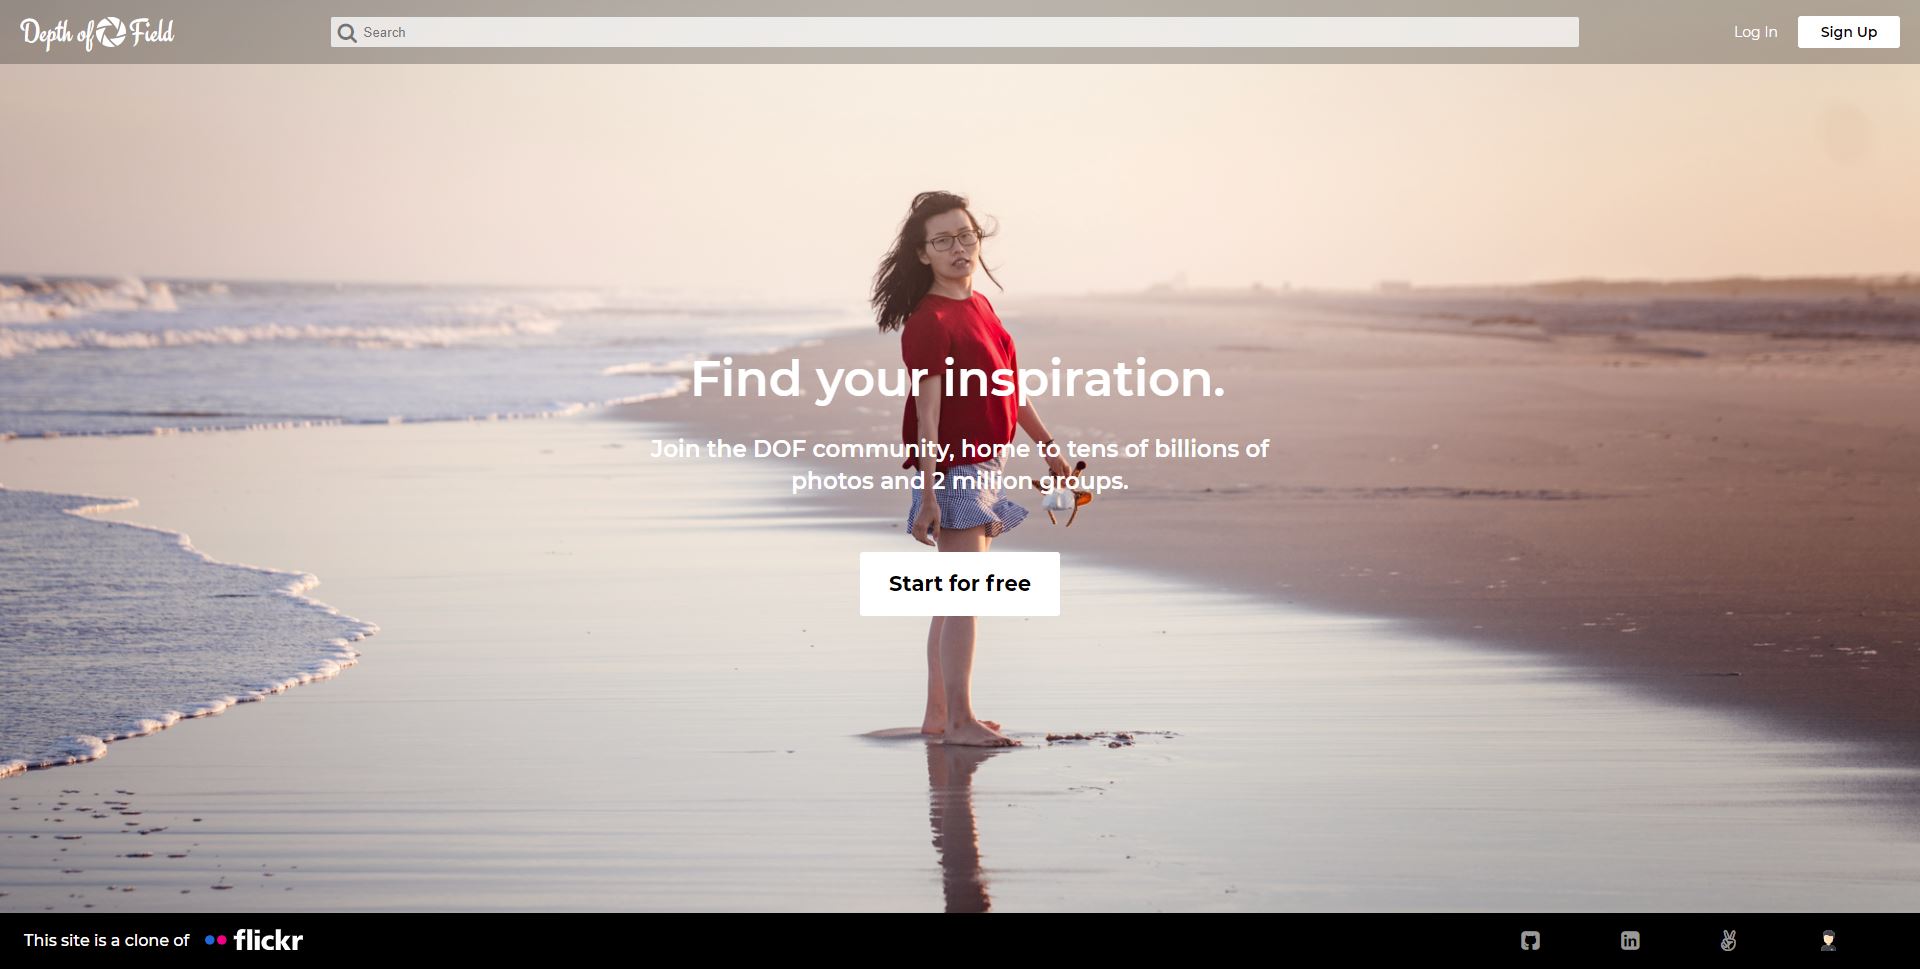 Depth of Field
Search
Log In
Sign Up
Find your inspiration.
Join the DOF community, home to tens of billions of
photos and 2 million groups.
Start for free
This site is a clone of flickr
in